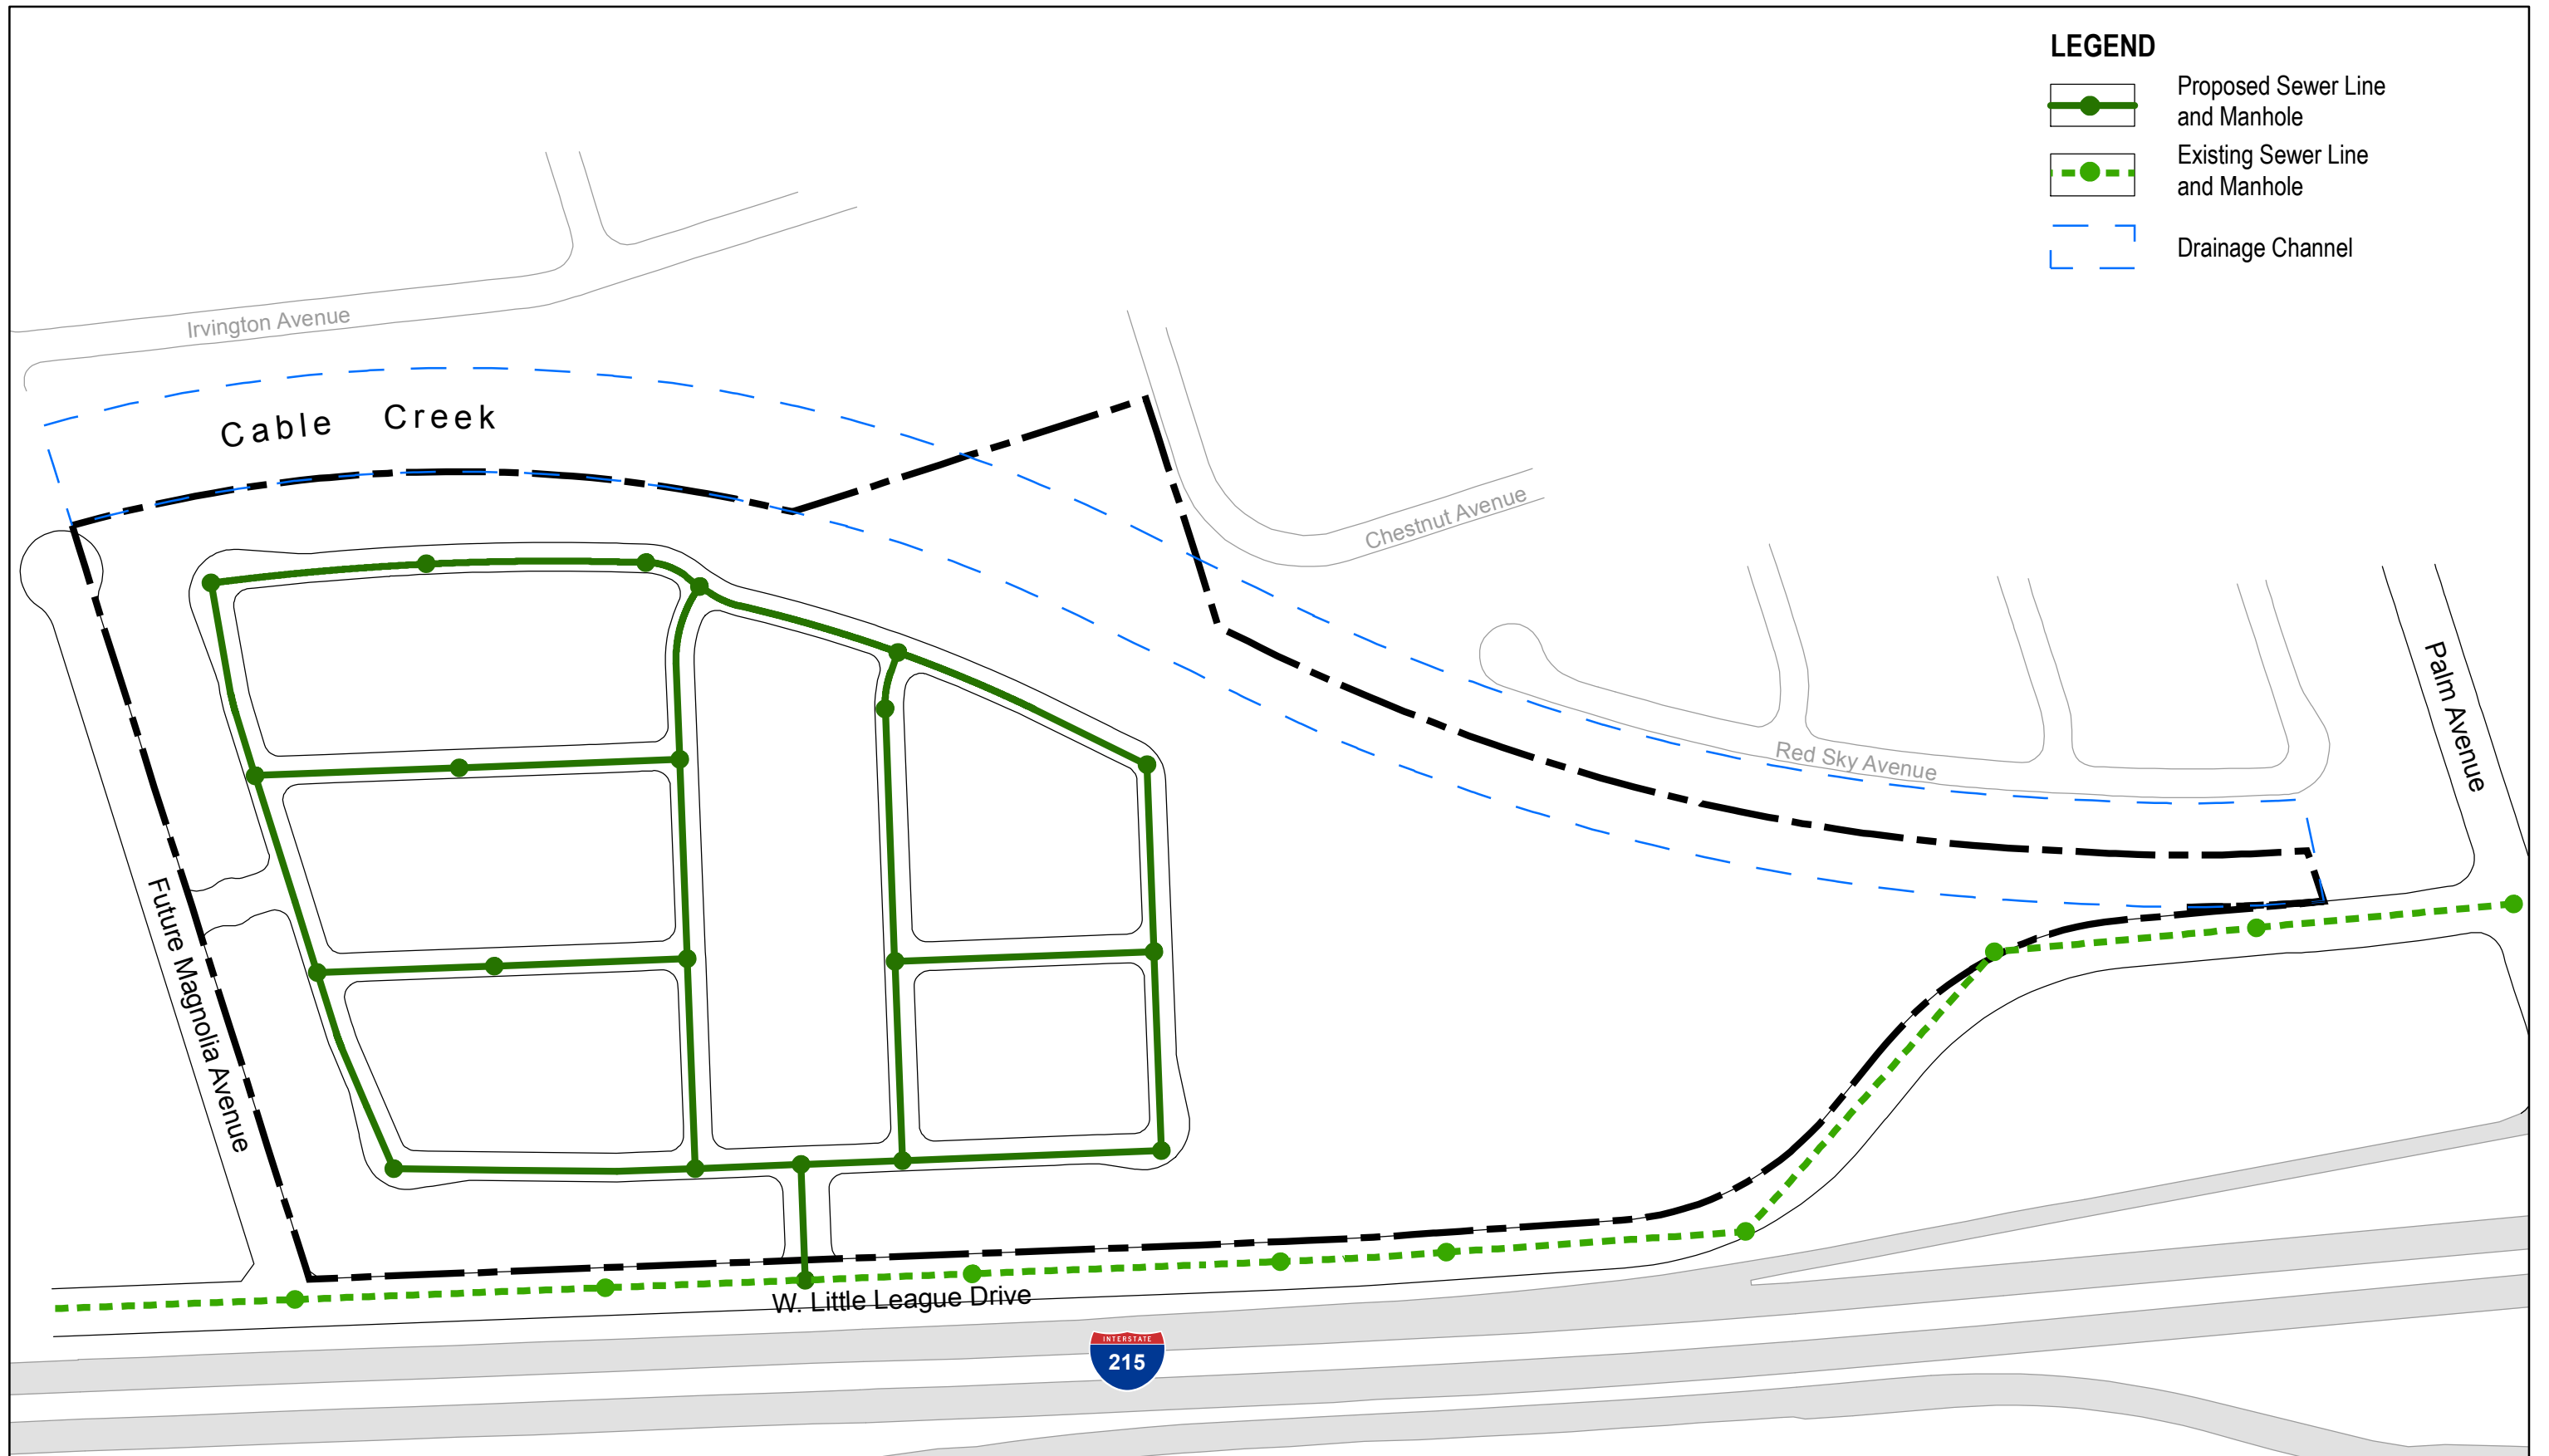 LEGEND
Proposed Sewer Line
and Manhole
Existing Sewer Line
and Manhole
Drainage Channel
Irvington Avenue
Cable Creek
Chestnut Avenue
Red Sky Avenue
Palm Avenue
Future Magnolia Avenue
W. Little League Drive
INTERSTATE
215